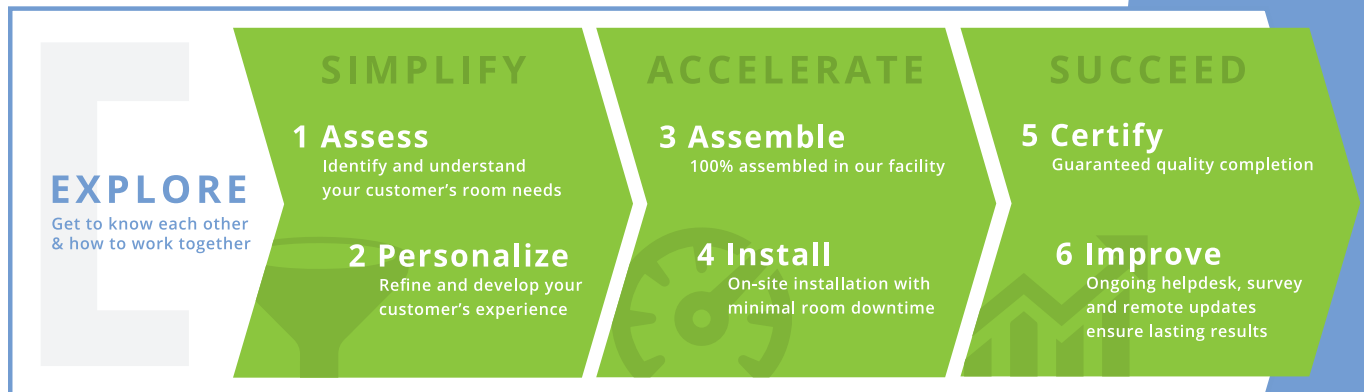 EXPLORE
Get to know each other
& how to work together
SIMPLIFY
1 Assess
Identify and understand
your customer’s room needs
2 Personalize
Refine and develop your
customer’s experience
ACCELERATE
3 Assemble
100% assembled in our facility
4 Install
On-site installation with
minimal room downtime
SUCCEED
5 Certify
Guaranteed quality completion
6 Improve
Ongoing helpdesk, survey
and remote updates
ensure lasting results